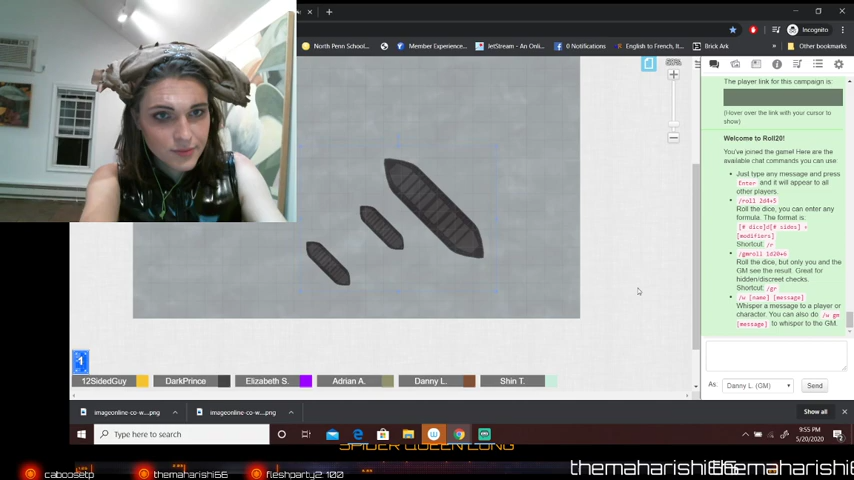 Incognito
North Penn School...
Member Experience...
JetStream - An Onli...
0 Notifications
English to French, It...
Brick Ark
Other bookmarks
The player link for this campaign is:
(Hover over the link with your cursor to
show)
Welcome to Roll20!
You've joined the game! Here are the
available chat commands you can use:
Just type any message and press
Enter and it will appear to all
other players.
/roll 2d4+5
Roll the dice, you can enter any
formula. The format is:
[# dice]d[# sides] +
[modifiers]
Shortcut: /r
/gmroll 1d20+6
Roll the dice, but only you and the
GM see the result. Great for
hidden/discreet checks.
Shortcut: /gr
/w [name] [message]
Whisper a message to a player or
character. You can also do /w gm
[message] to whisper to the GM.
1
12SidedGuy
DarkPrince
Elizabeth S.
Adrian A.
Danny L.
Shin T.
As:
Danny L. (GM)
Send
imageonline-co-w....png
imageonline-co-w....png
Show all
Type here to search
9:55 PM
5/20/2020
caboosetp
themaharishi66
fleshparty2: 100